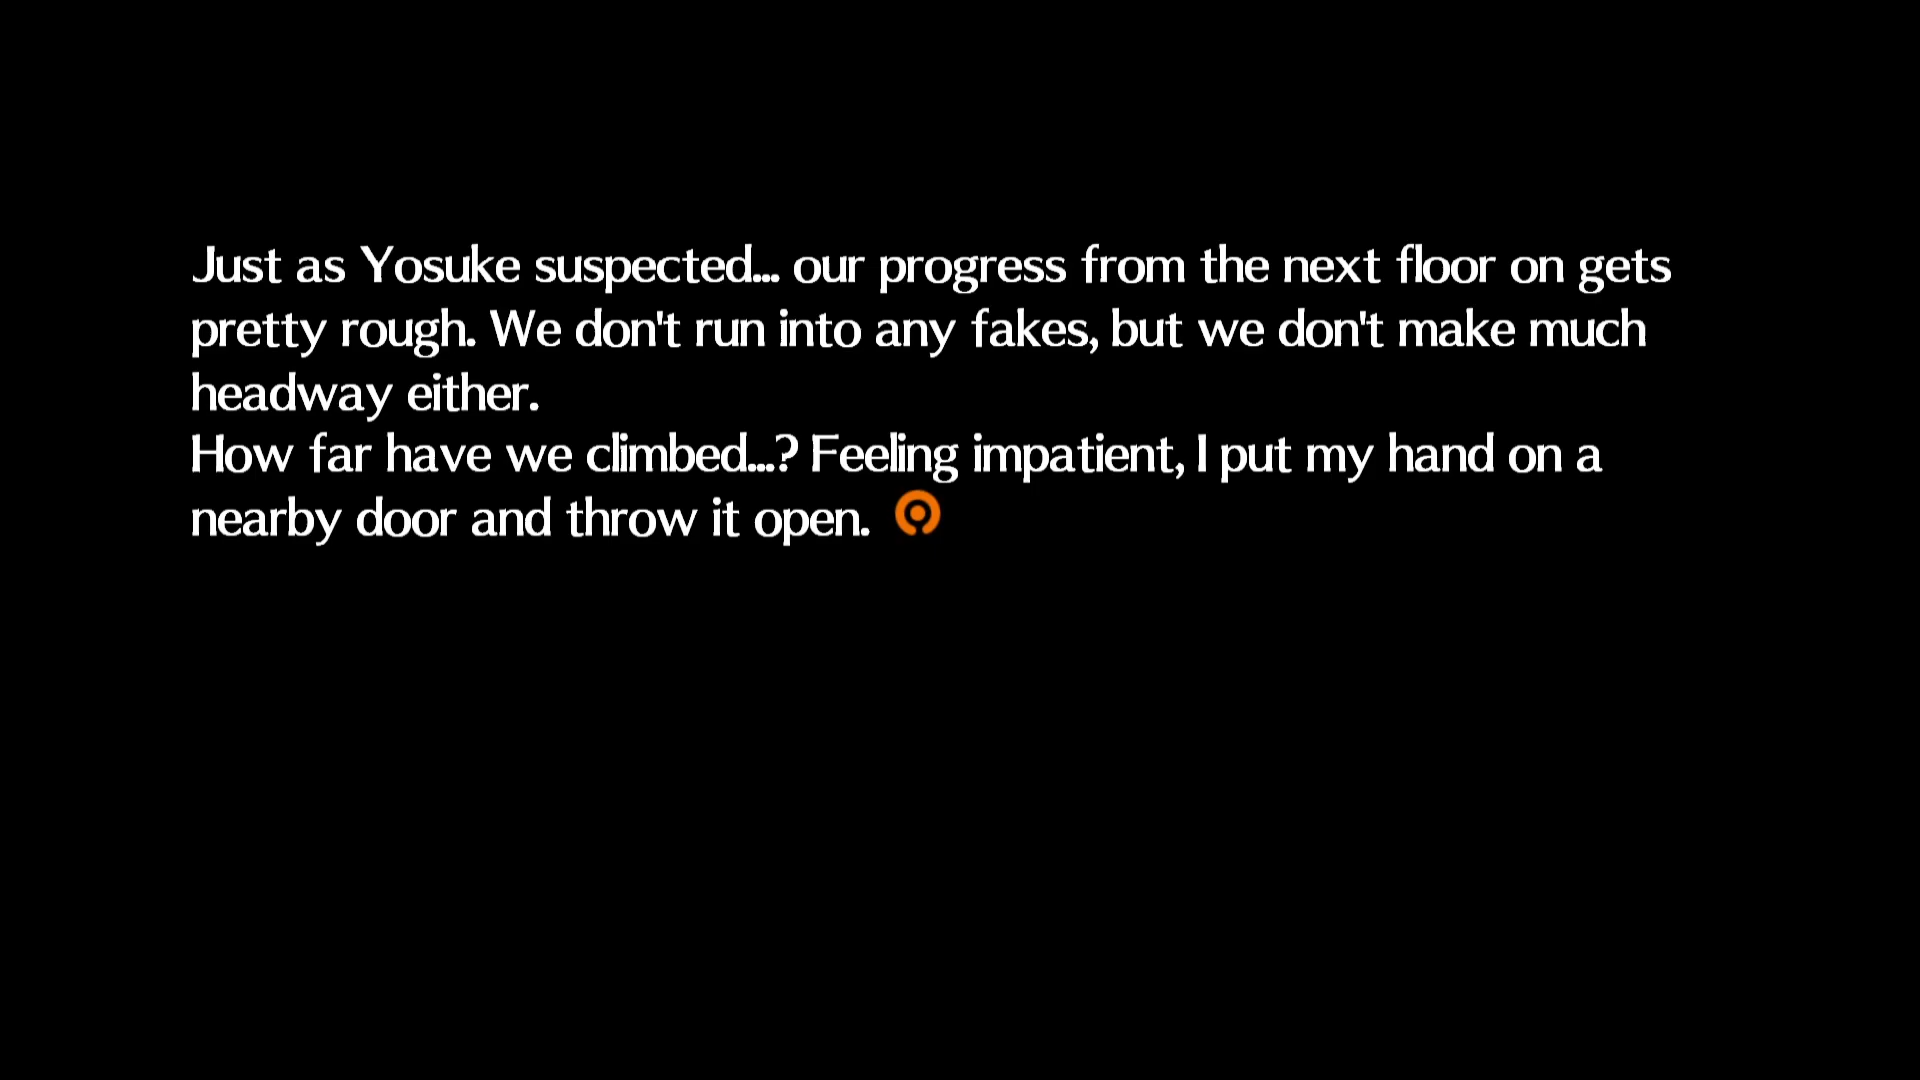 Just as Yosuke suspected... our progress from the next floor on gets
pretty rough. We don't run into any fakes, but we don't make much
headway either.
How far have we climbed...? Feeling impatient, I put my hand on a
nearby door and throw it open.